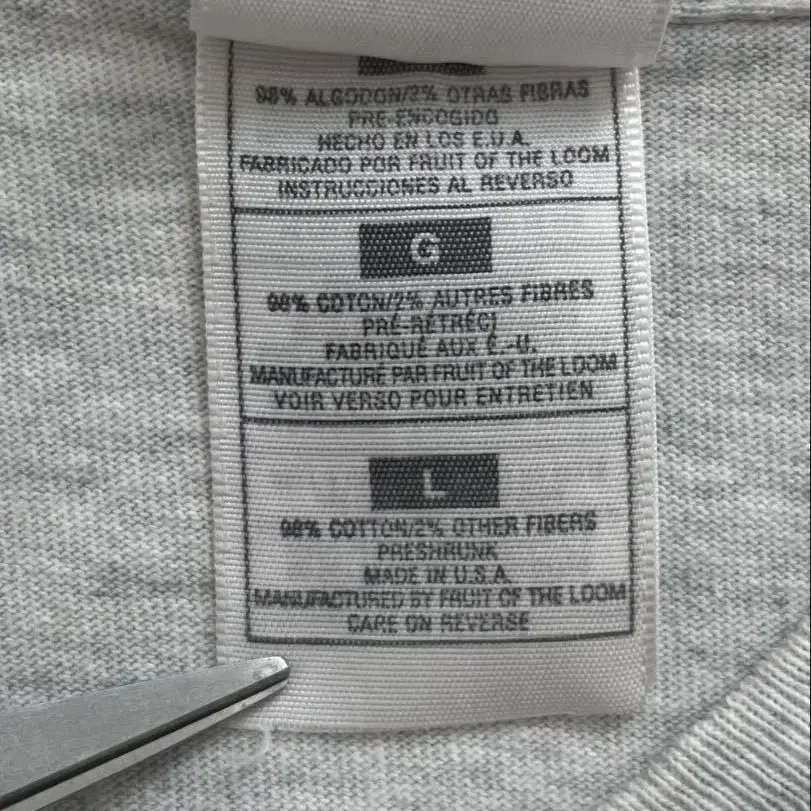 98% ALGODON/2% OTRAS FIBRAS
PRE-ENCOGIDO
HECHO EN LOS E.U.A.
FABRICADO POR FRUIT OF THE LOOM
INSTRUCCIONES AL REVERSO
G
98% COTON/2% AUTRES FIBRES
PRÉ-RÉTRÉCI
FABRIQUÉ AUX É.-U.
MANUFACTURÉ PAR FRUIT OF THE LOOM
VOIR VERSO POUR ENTRETIEN
L
98% COTTON/2% OTHER FIBERS
PRESHRUNK
MADE IN U.S.A.
MANUFACTURED BY FRUIT OF THE LOOM
CARE ON REVERSE